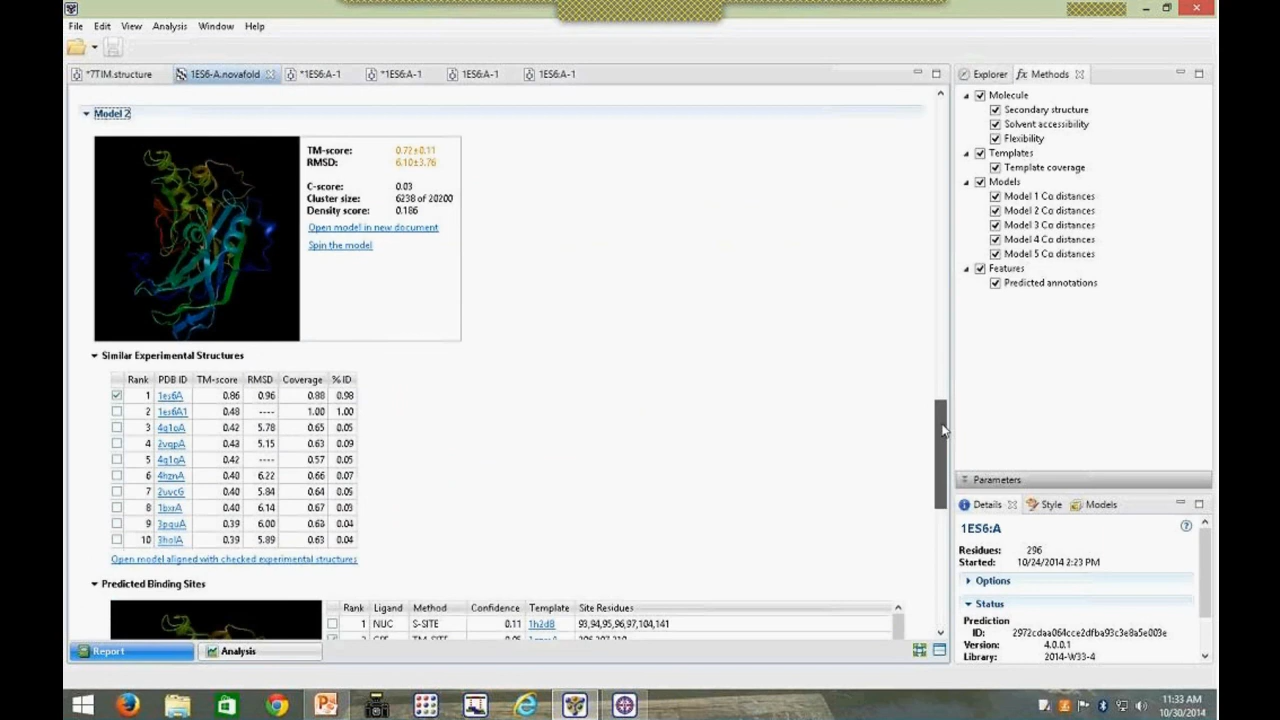 File Edit View Analysis Window Help
*7TIM.structure 1ES6-A.novafold *1ES6:A-1 *1ES6:A-1 1ES6:A-1 1ES6:A-1
Explorer fx Methods
Model 2
TM-score: 0.72±0.11
RMSD: 6.10±3.76
C-score: 0.03
Cluster size: 6238 of 20200
Density score: 0.186
Open model in new document
Spin the model
Similar Experimental Structures
Rank PDB ID TM-score RMSD Coverage % ID
1 1es6A 0.86 0.96 0.88 0.98
2 1es6A1 0.48 ---- 1.00 1.00
3 0.42 5.78 0.65 0.05
4 2vqpA 0.43 5.15 0.63 0.09
5 0.42 ---- 0.57 0.05
6 4hznA 0.40 6.22 0.66 0.07
7 2uvcG 0.40 5.84 0.64 0.05
8 0.40 6.14 0.67 0.03
9 3pquA 0.39 6.00 0.63 0.04
10 3holA 0.39 5.89 0.63 0.04
Open model aligned with checked experimental structures
Predicted Binding Sites
Rank Ligand Method Confidence Template Site Residues
1 NUC S-SITE 0.11 1h2dB 93,94,95,96,97,104,141
Report Analysis
Molecule
Secondary structure
Solvent accessibility
Flexibility
Templates
Template coverage
Models
Model 1 Cα distances
Model 2 Cα distances
Model 3 Cα distances
Model 4 Cα distances
Model 5 Cα distances
Features
Predicted annotations
Parameters
Details Style Models
1ES6:A
Residues: 296
Started: 10/24/2014 2:23 PM
Options
Status
Prediction
ID: 2972cdaa064cce2dfba93c3e8a5e003e
Version: 4.0.0.1
Library: 2014-W33-4
11:33 AM
10/30/2014